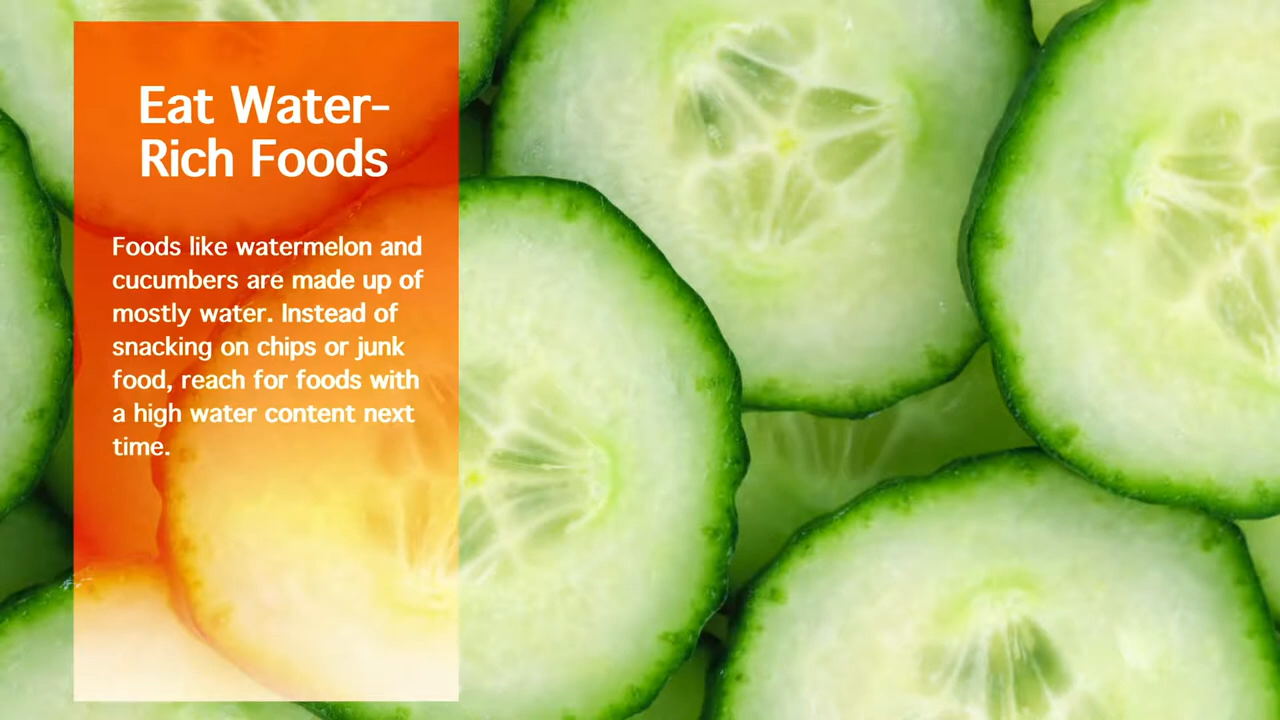 Eat Water-
Rich Foods
Foods like watermelon and
cucumbers are made up of
mostly water. Instead of
snacking on chips or junk
food, reach for foods with
a high water content next
time.